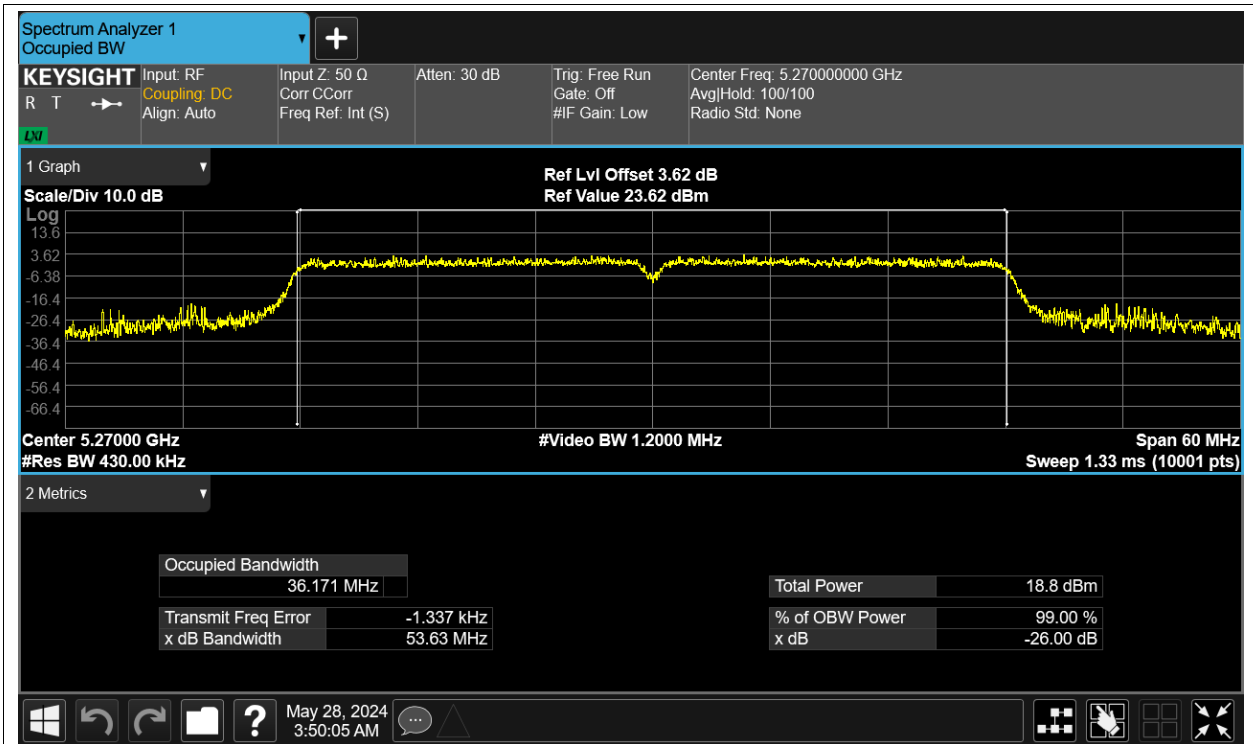 Spectrum Analyzer 1
Occupied BW
KEYSIGHT
R T
LXI
Input: RF
Coupling: DC
Align: Auto
Input Z: 50 Ω
Corr CCorr
Freq Ref: Int (S)
Atten: 30 dB
Trig: Free Run
Gate: Off
#IF Gain: Low
Center Freq: 5.270000000 GHz
Avg|Hold: 100/100
Radio Std: None
1 Graph
Scale/Div 10.0 dB
Ref Lvl Offset 3.62 dB
Ref Value 23.62 dBm
Log
13.6
3.62
-6.38
-16.4
-26.4
-36.4
-46.4
-56.4
-66.4
Center 5.27000 GHz
#Res BW 430.00 kHz
#Video BW 1.2000 MHz
Span 60 MHz
Sweep 1.33 ms (10001 pts)
2 Metrics
Occupied Bandwidth
36.171 MHz
Transmit Freq Error -1.337 kHz
x dB Bandwidth 53.63 MHz
Total Power 18.8 dBm
% of OBW Power 99.00 %
x dB -26.00 dB
?
May 28, 2024
3:50:05 AM